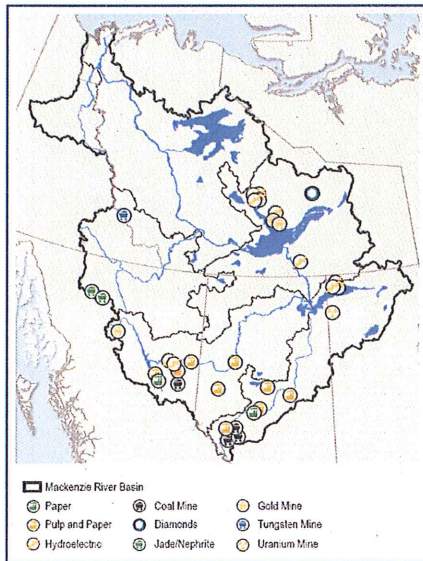 Mackenzie River Basin
Paper Coal Mine Gold Mine
Pulp and Paper Diamonds Tungsten Mine
Hydroelectric Jade/Nephrite Uranium Mine